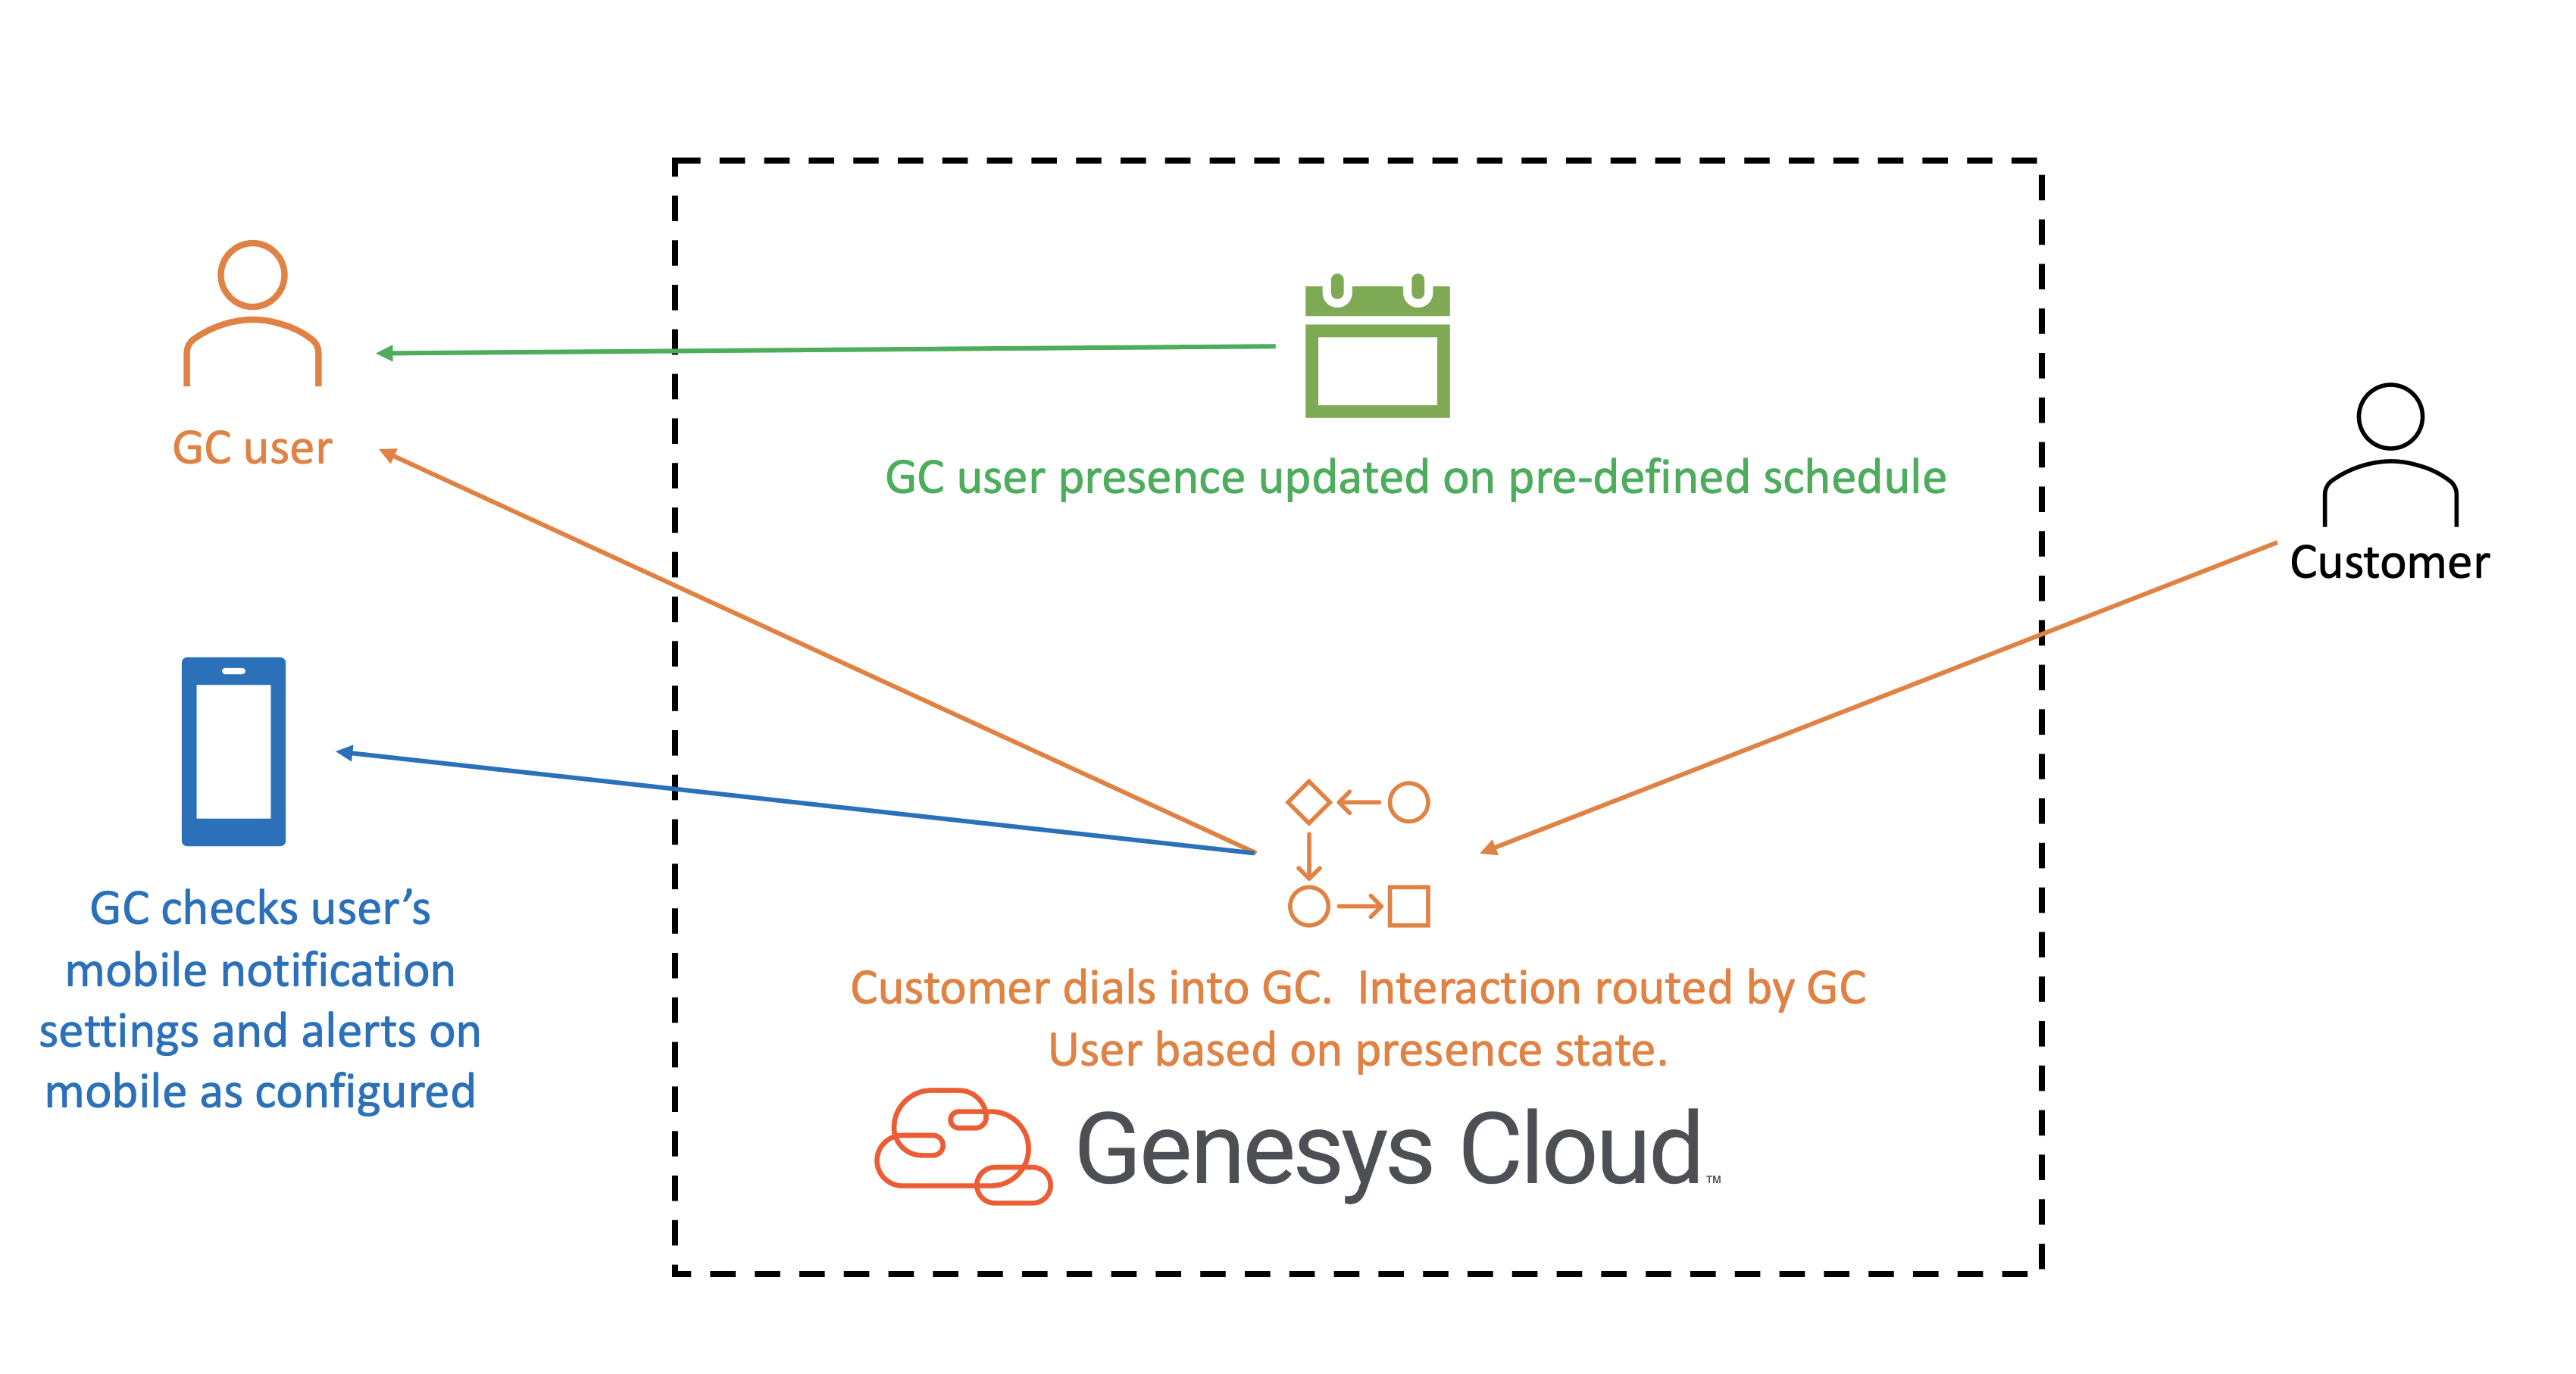 GC user
GC user presence updated on pre-defined schedule
Customer
GC checks user’s
mobile notification
settings and alerts on
mobile as configured
Customer dials into GC.  Interaction routed by GC
User based on presence state.
Genesys Cloud™